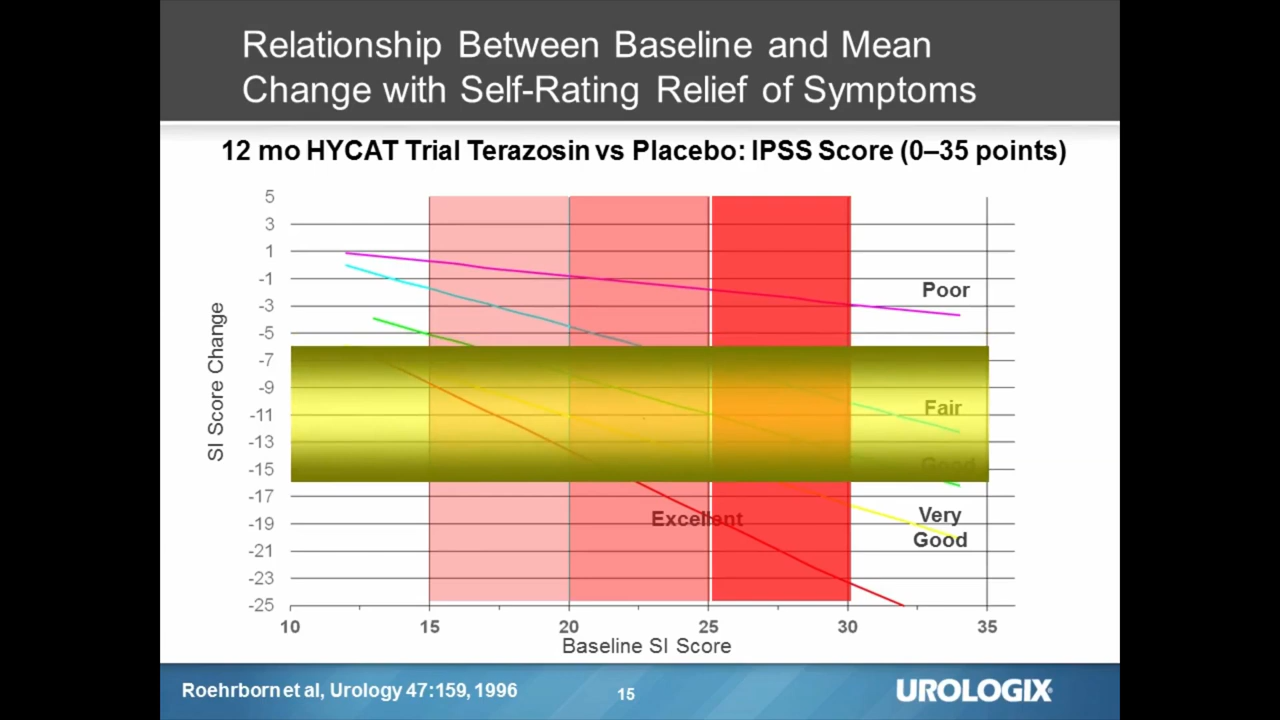 Relationship Between Baseline and Mean
Change with Self-Rating Relief of Symptoms
12 mo HYCAT Trial Terazosin vs Placebo: IPSS Score (0–35 points)
5
3
1
-1
-3
-5
-7
-9
-11
-13
-15
-17
-19
-21
-23
-25
SI Score Change
Poor
Fair
Good
Very
Good
Excellent
10 15 20 25 30 35
Baseline SI Score
Roehrborn et al, Urology 47:159, 1996
15
UROLOGIX